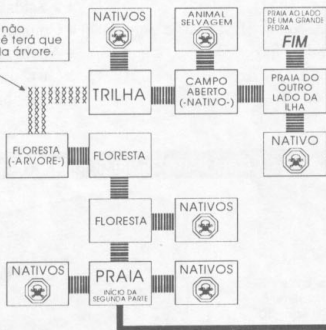 não
ê terá que
da árvore.
NATIVOS
ANIMAL
SELVAGEM
PRAIA AO LADO
DE UMA GRANDE
PEDRA
FIM
TRILHA
CAMPO
ABERTO
(-NATIVO-)
PRAIA DO
OUTRO
LADO DA
ILHA
FLORESTA
(-ARVORE-)
FLORESTA
NATIVO
FLORESTA
NATIVOS
NATIVOS
PRAIA
INÍCIO DA
SEGUNDA PARTE
NATIVOS